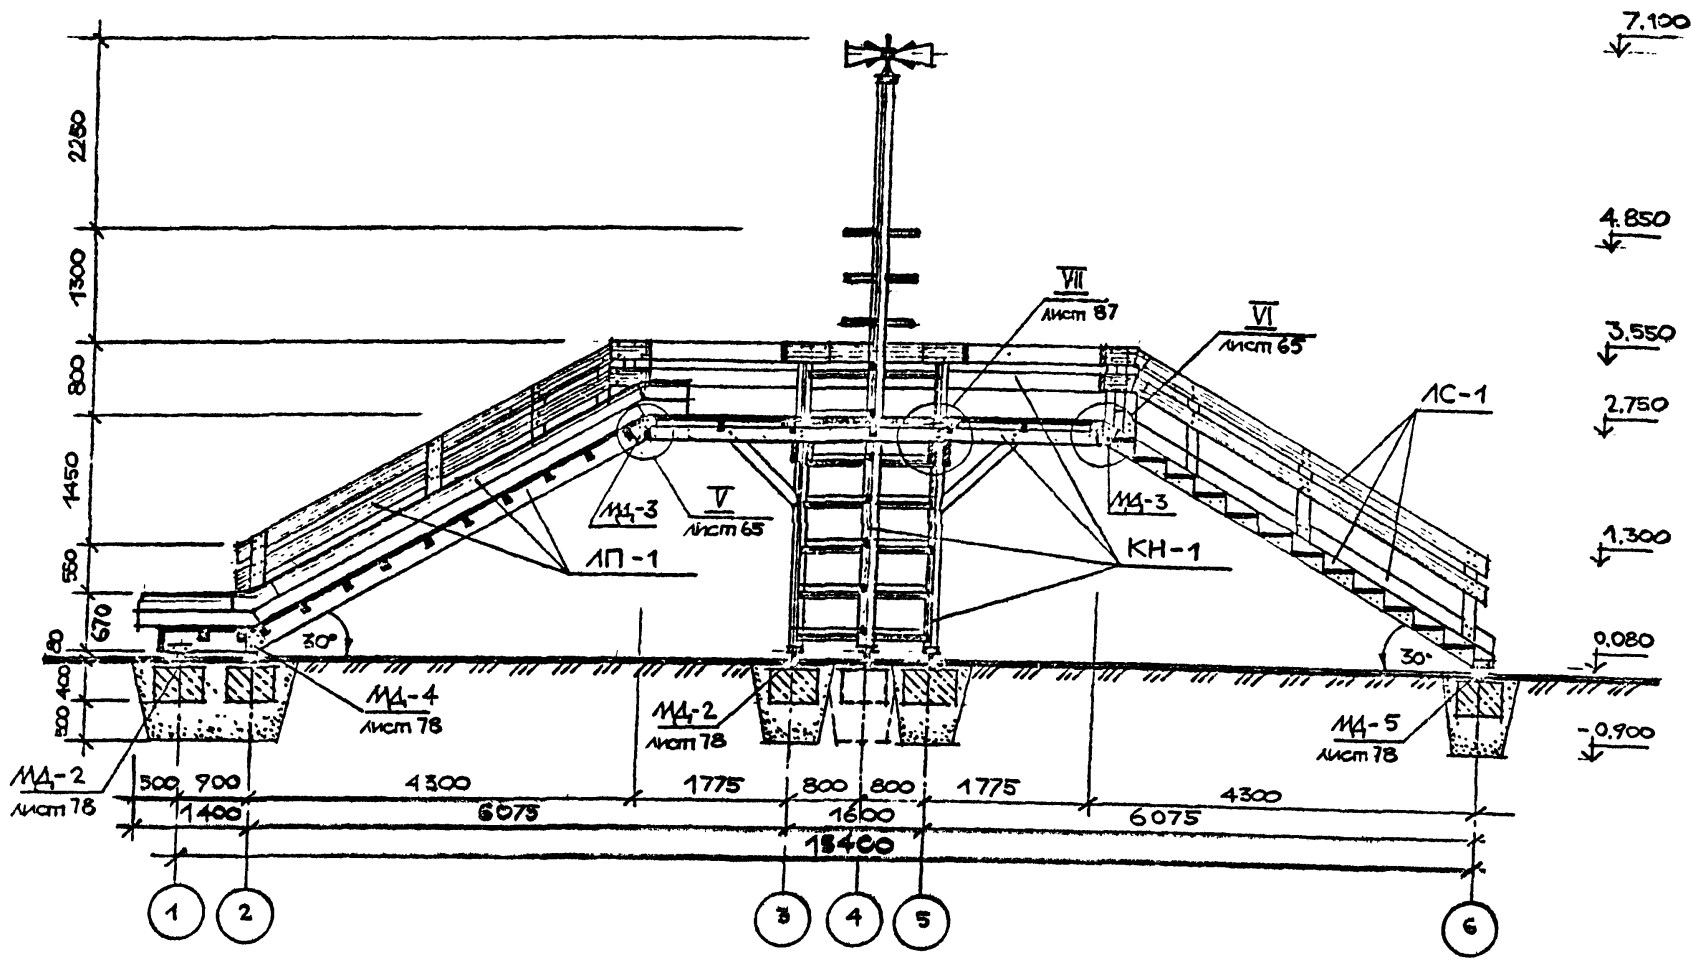 7.100
2250
4.850
1300
VII
лист 87
VI
лист 65
3.550
800
ЛС-1
2.750
1450
МД-3
V
лист 65
МД-3
ЛП-1
КН-1
1.300
550
670
80
30°
30°
0.080
400
500
МД-4
лист 78
МД-2
лист 78
МД-5
лист 78
-0.900
МД-2
лист 78
500 900 4300 1775 800 800 1775 4300
1400 6075 1600 6075
15400
1 2 3 4 5 6